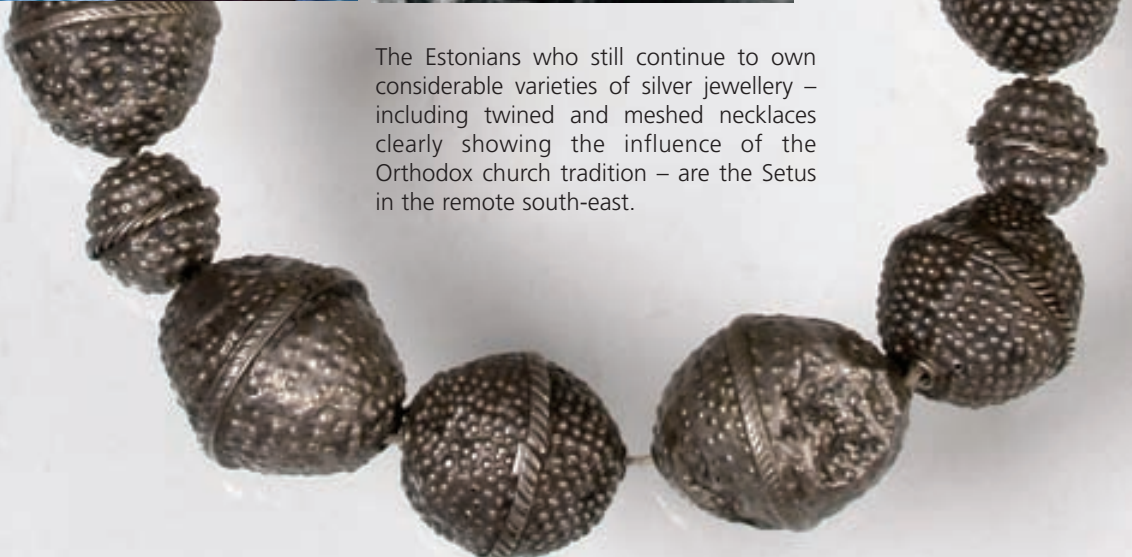 The Estonians who still continue to own
considerable varieties of silver jewellery –
including twined and meshed necklaces
clearly showing the influence of the
Orthodox church tradition – are the Setus
in the remote south-east.